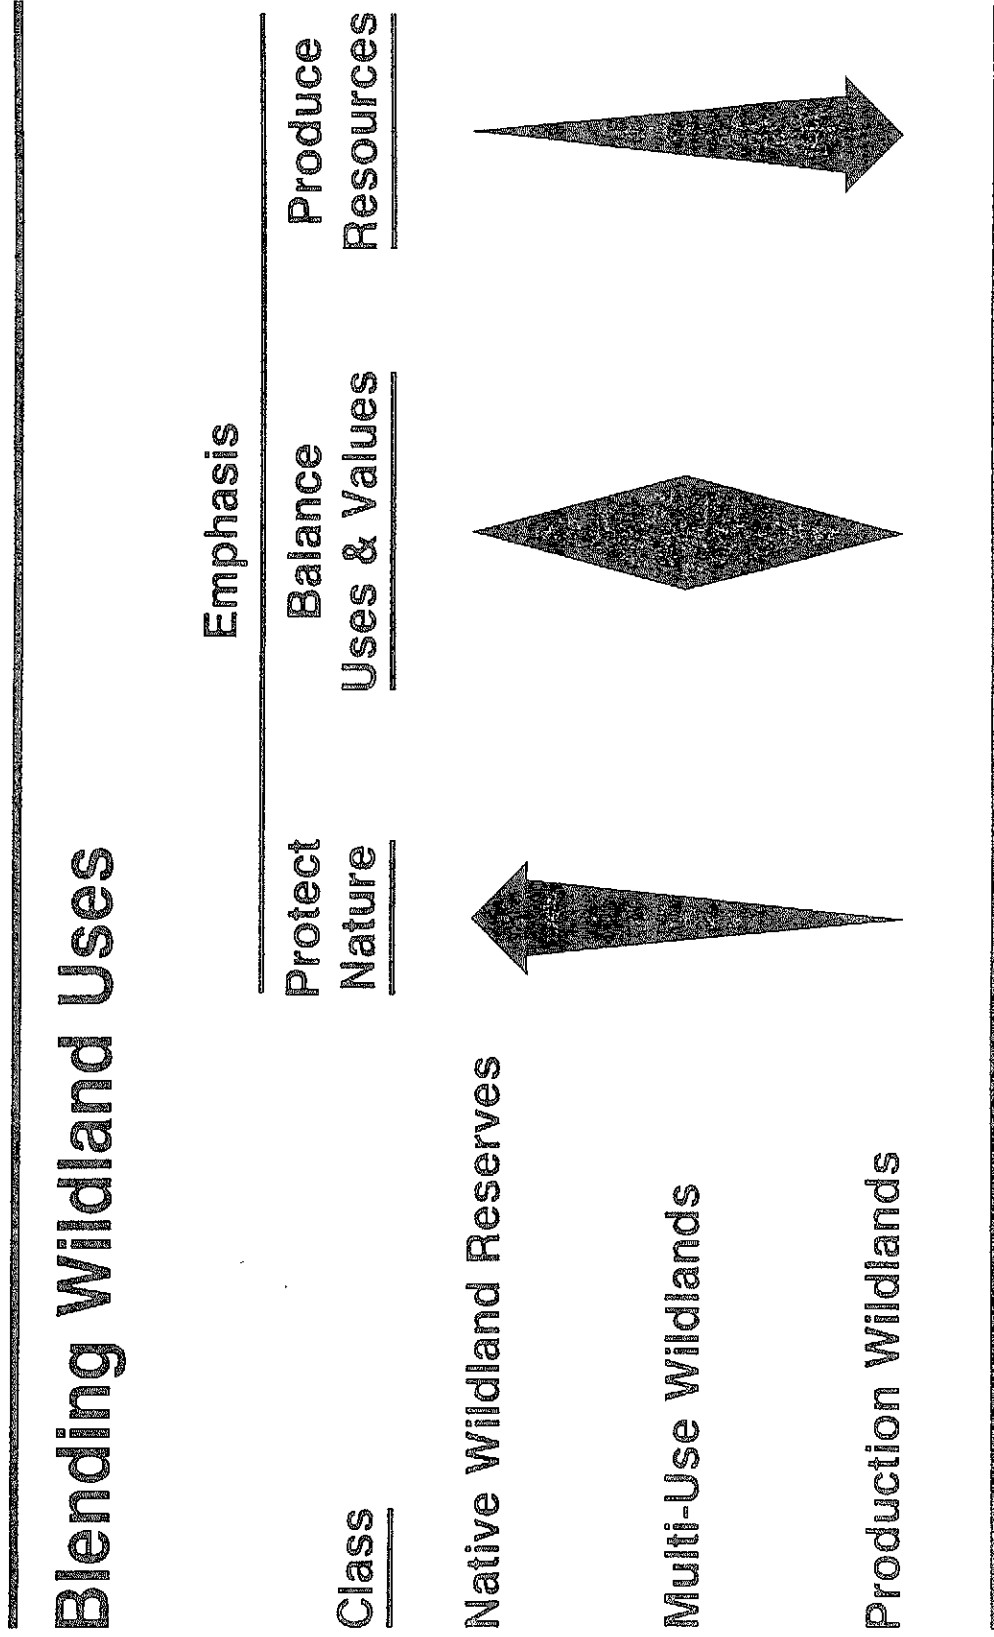 Blending Wildland Uses
Emphasis
Protect Nature
Balance Uses & Values
Produce Resources
Class
Native Wildland Reserves
Multi-Use Wildlands
Production Wildlands